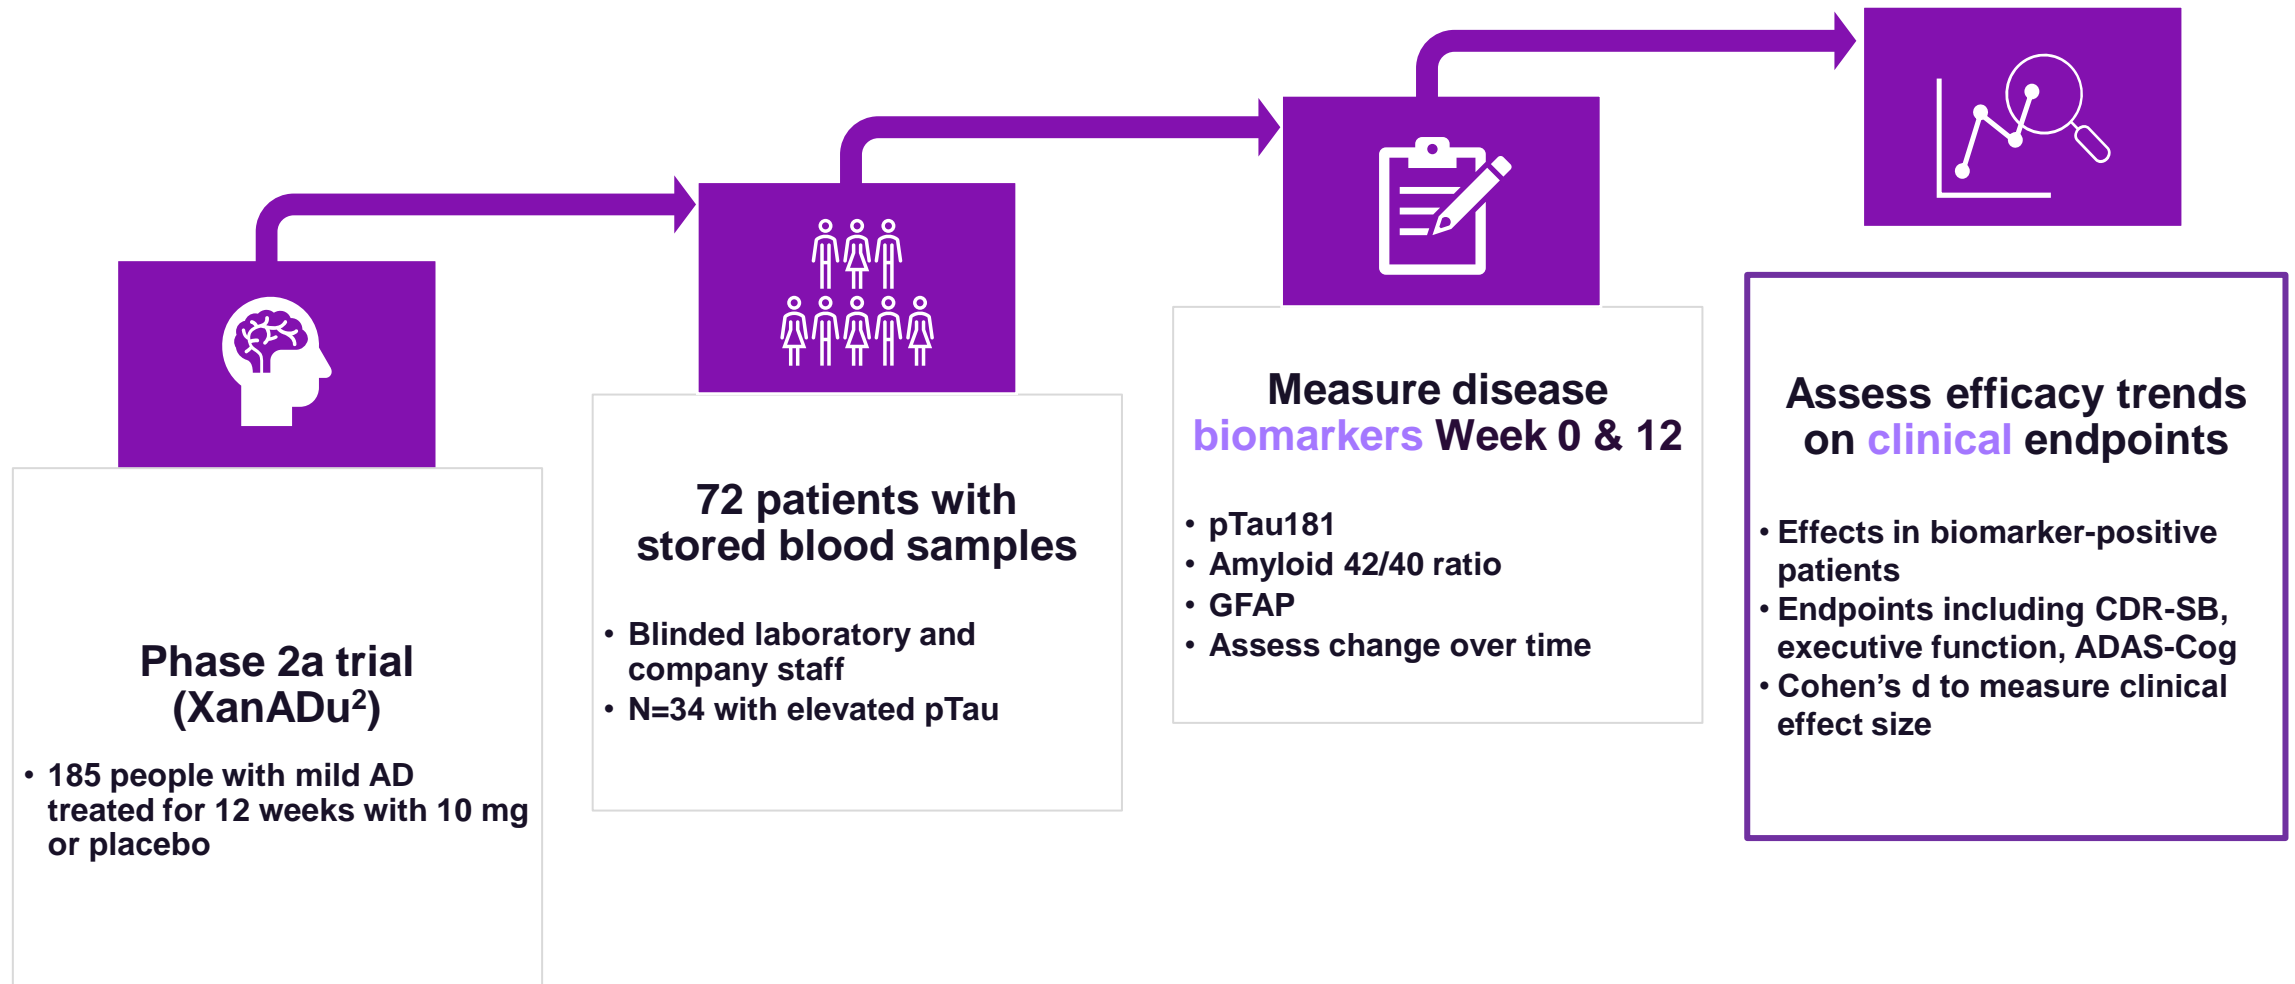 Phase 2a trial
(XanADu²)
• 185 people with mild AD
treated for 12 weeks with 10 mg
or placebo
72 patients with
stored blood samples
• Blinded laboratory and
company staff
• N=34 with elevated pTau
Measure disease
biomarkers Week 0 & 12
• pTau181
• Amyloid 42/40 ratio
• GFAP
• Assess change over time
Assess efficacy trends
on clinical endpoints
• Effects in biomarker-positive
patients
• Endpoints including CDR-SB,
executive function, ADAS-Cog
• Cohen’s d to measure clinical
effect size